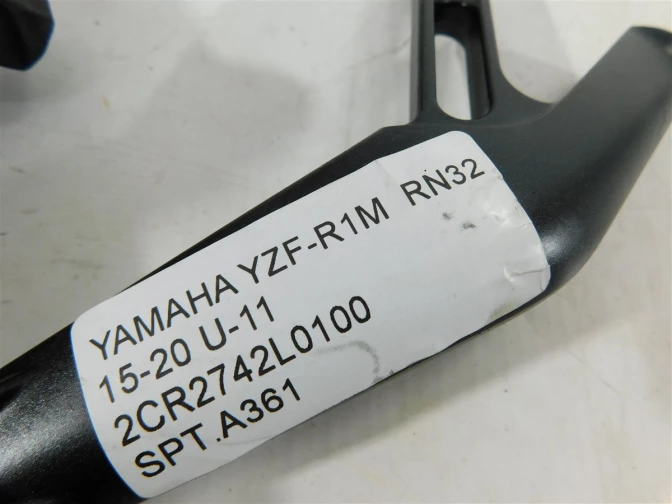 YAMAHA YZF-R1M RN32
15-20 U-11
2CR2742L0100
SPT.A361